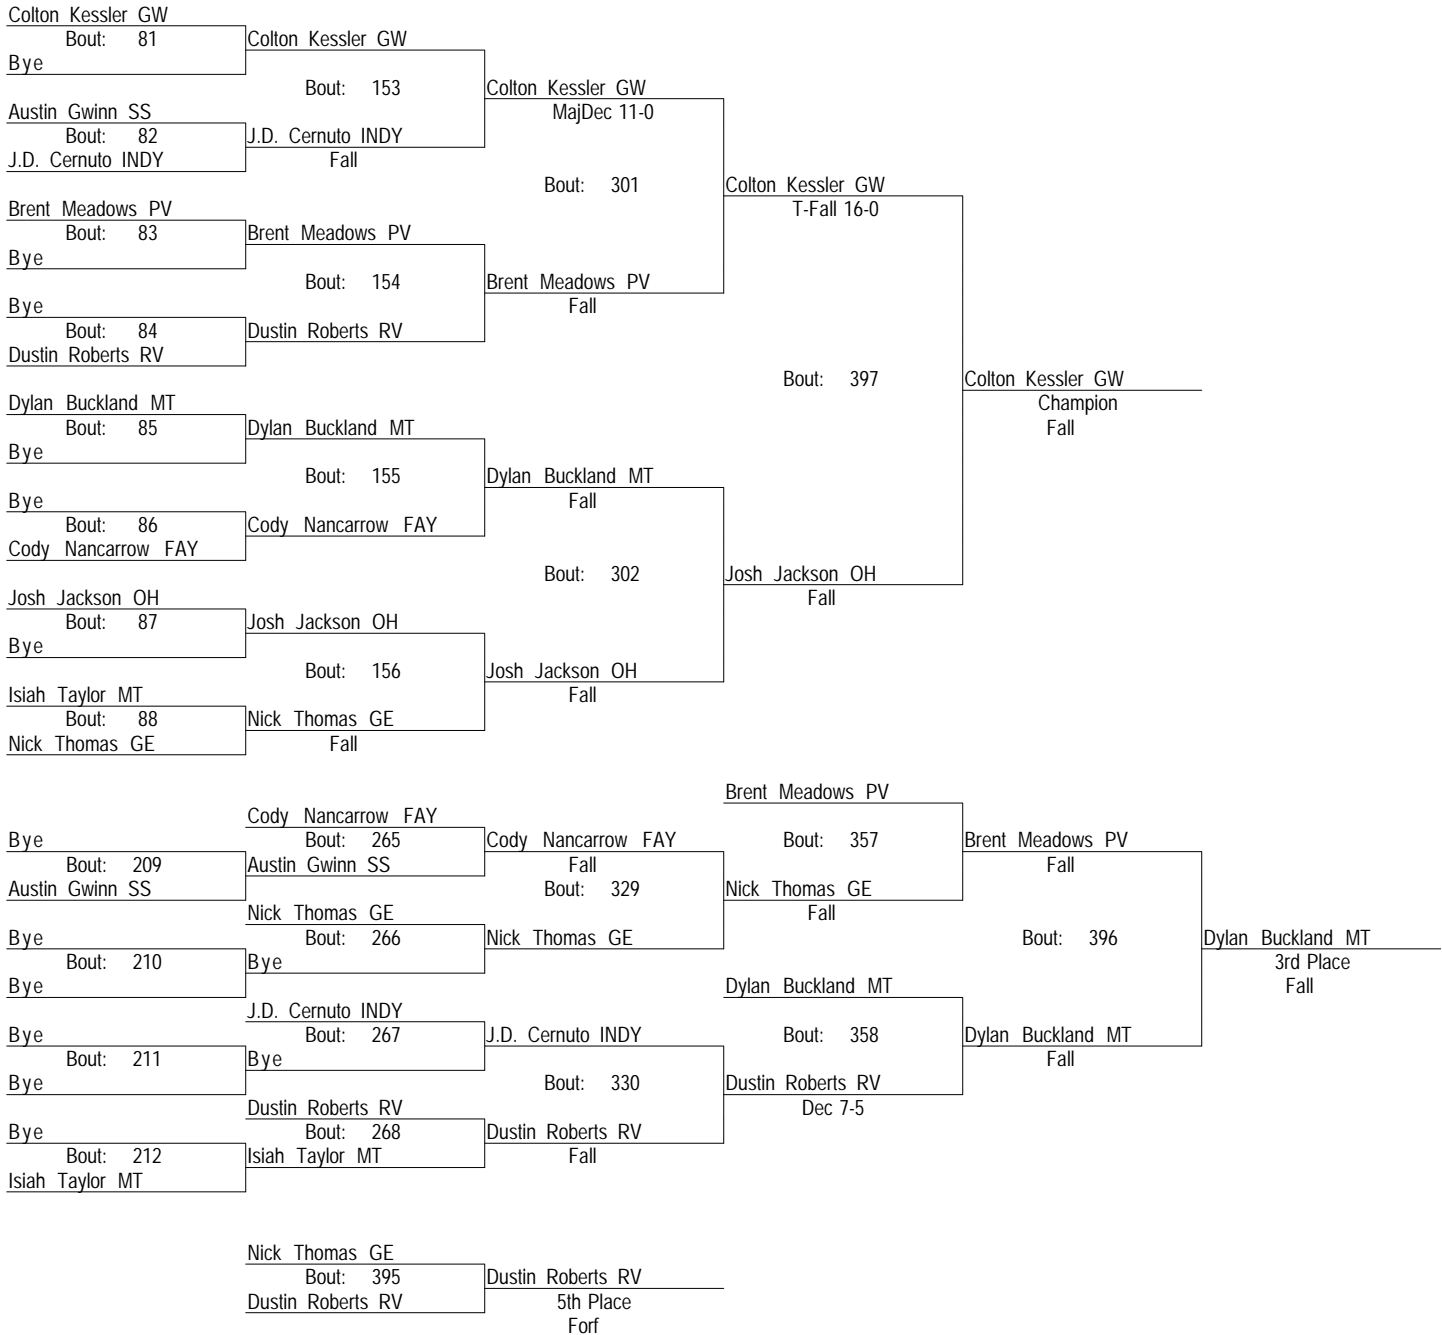 Colton Kessler GW
Bout: 81
Bye
Colton Kessler GW
Bout: 153
Austin Gwinn SS
Bout: 82
J.D. Cernuto INDY
J.D. Cernuto INDY
Fall
Colton Kessler GW
MajDec 11-0
Bout: 301
Brent Meadows PV
Bout: 83
Bye
Brent Meadows PV
Bout: 154
Bye
Bout: 84
Dustin Roberts RV
Dustin Roberts RV
Brent Meadows PV
Fall
Colton Kessler GW
T-Fall 16-0
Bout: 397
Dylan Buckland MT
Bout: 85
Bye
Dylan Buckland MT
Bout: 155
Bye
Bout: 86
Cody Nancarrow FAY
Cody Nancarrow FAY
Dylan Buckland MT
Fall
Bout: 302
Josh Jackson OH
Bout: 87
Bye
Josh Jackson OH
Bout: 156
Isiah Taylor MT
Bout: 88
Nick Thomas GE
Nick Thomas GE
Fall
Josh Jackson OH
Fall
Josh Jackson OH
Fall
Colton Kessler GW
Champion
Fall
Bye
Bout: 209
Austin Gwinn SS
Cody Nancarrow FAY
Bout: 265
Austin Gwinn SS
Cody Nancarrow FAY
Fall
Bout: 329
Bye
Bout: 210
Bye
Nick Thomas GE
Bout: 266
Bye
Nick Thomas GE
Brent Meadows PV
Bout: 357
Nick Thomas GE
Fall
Brent Meadows PV
Fall
Bout: 396
Bye
Bout: 211
Bye
J.D. Cernuto INDY
Bout: 267
Bye
J.D. Cernuto INDY
Bout: 330
Bye
Bout: 212
Isiah Taylor MT
Dustin Roberts RV
Bout: 268
Isiah Taylor MT
Dustin Roberts RV
Fall
Dylan Buckland MT
Bout: 358
Dustin Roberts RV
Dec 7-5
Dylan Buckland MT
Fall
Dylan Buckland MT
3rd Place
Fall
Nick Thomas GE
Bout: 395
Dustin Roberts RV
Dustin Roberts RV
5th Place
Forf